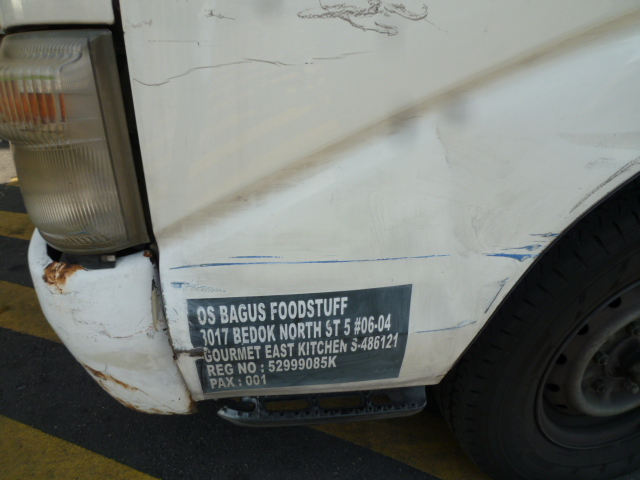 OS BAGUS FOODSTUFF
3017 BEDOK NORTH ST 5 #06-04
GOURMET EAST KITCHEN S-486121
REG NO : 52999085K
PAX : 001